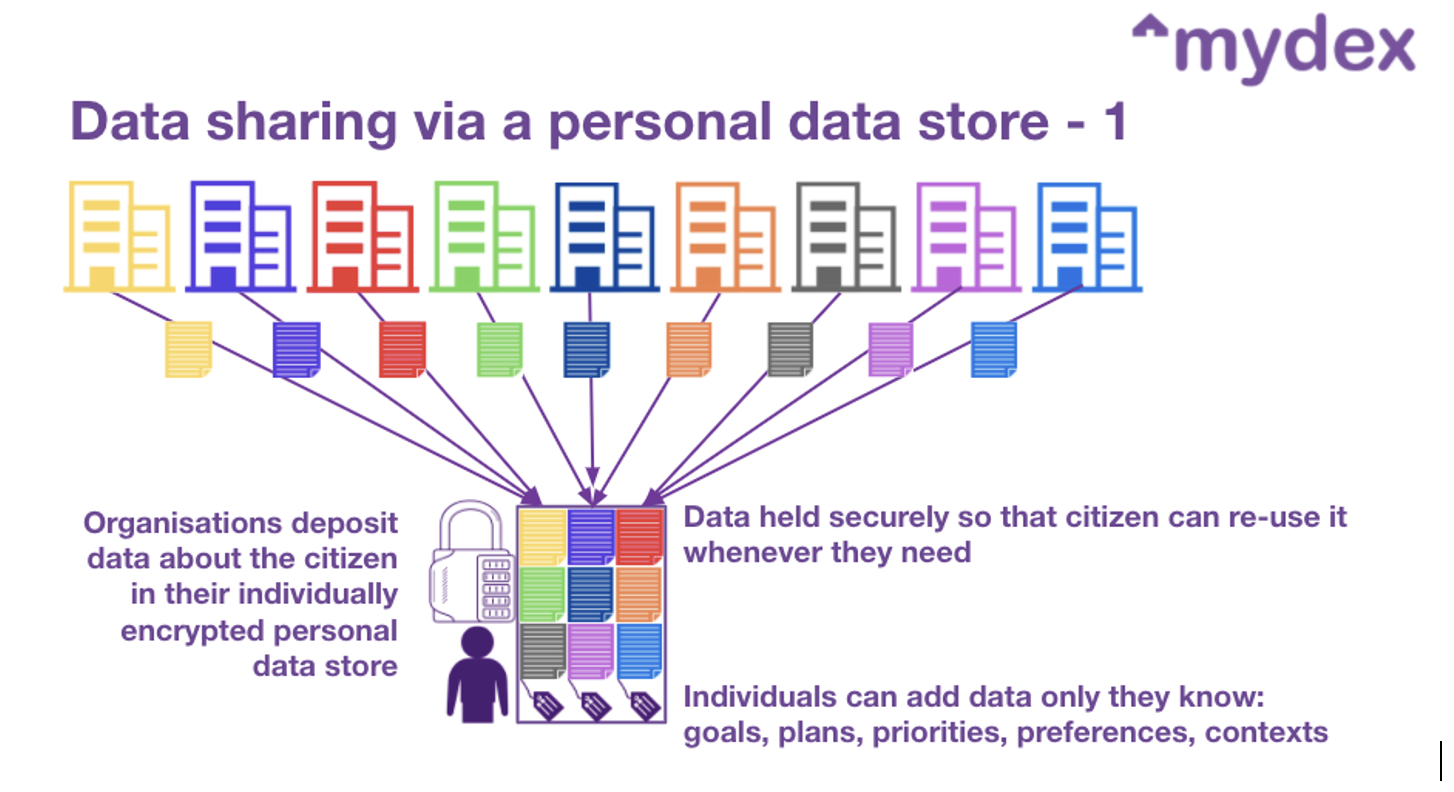 mydex
Data sharing via a personal data store - 1
Organisations deposit
data about the citizen
in their individually
encrypted personal
data store
Data held securely so that citizen can re-use it
whenever they need
Individuals can add data only they know:
goals, plans, priorities, preferences, contexts